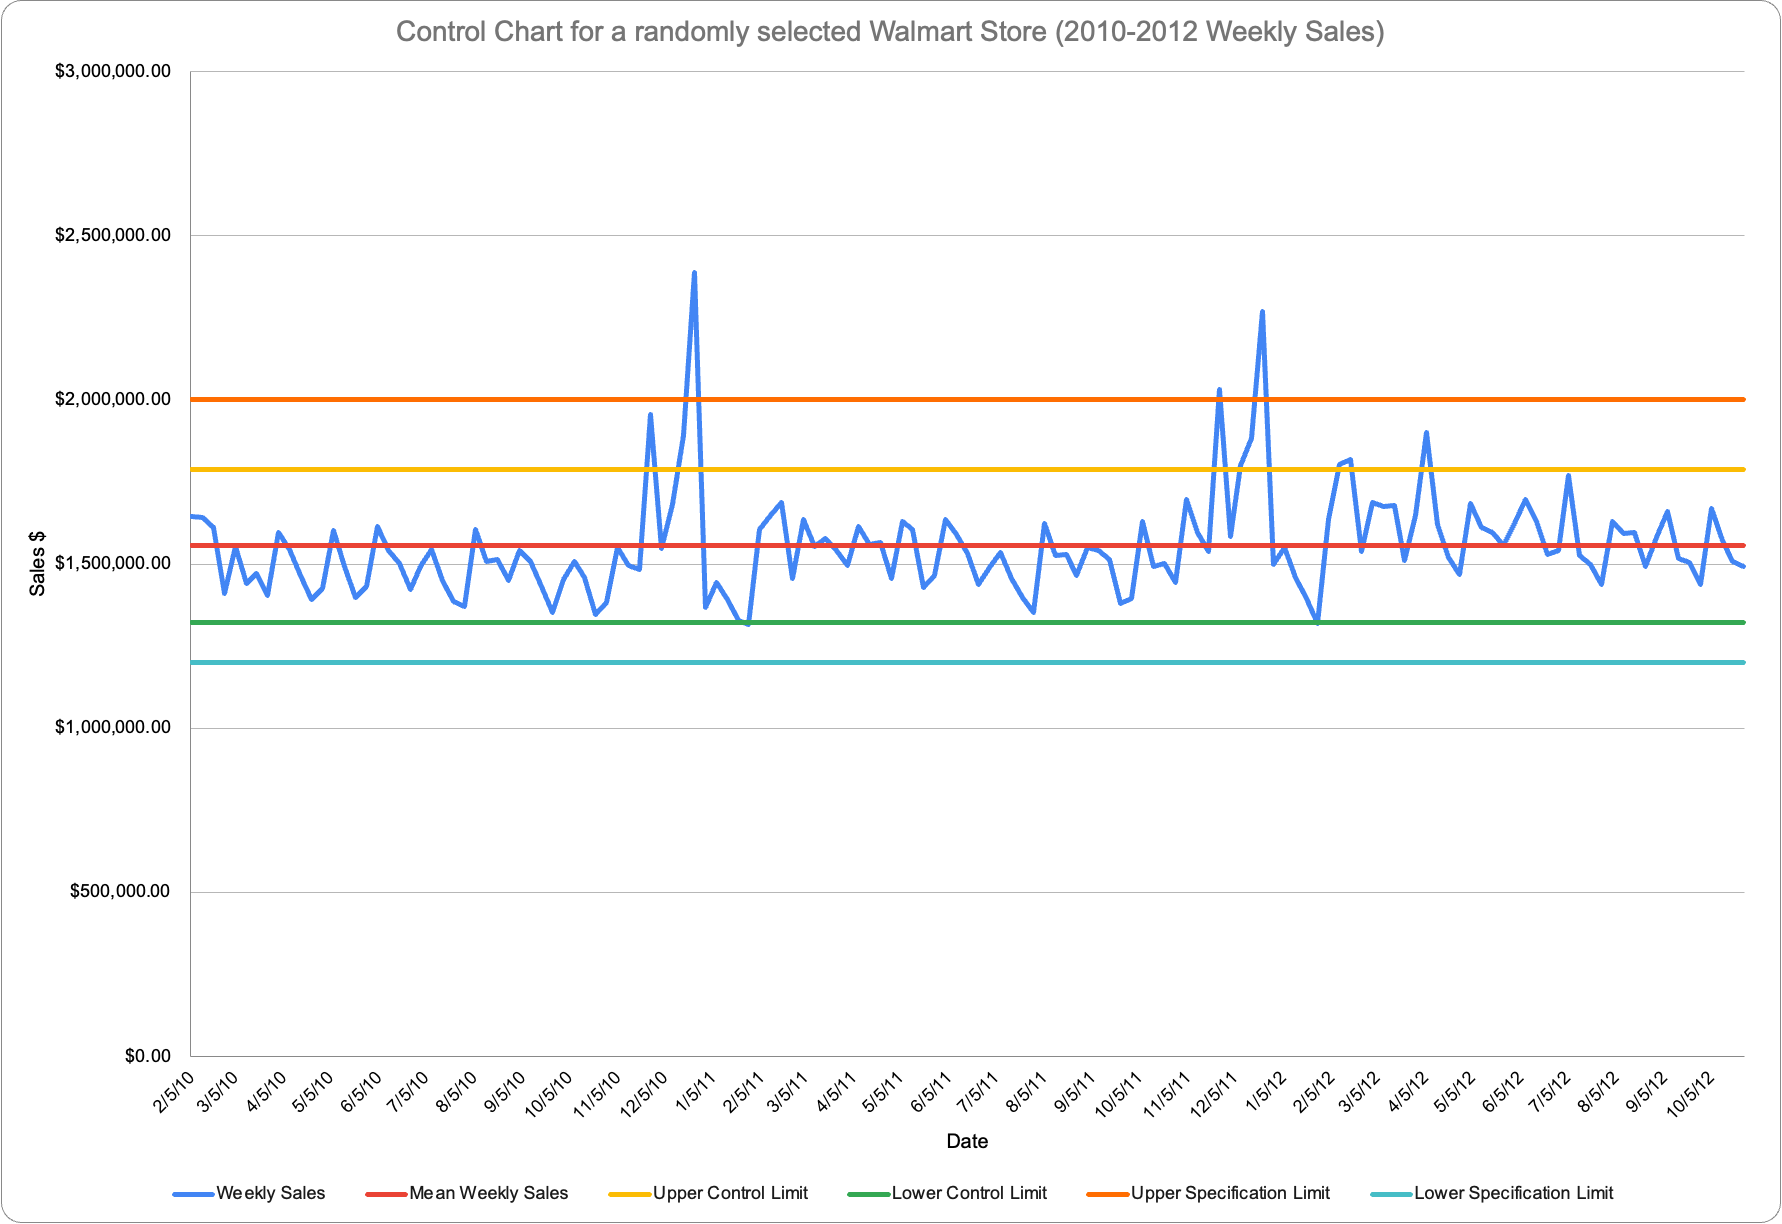 Control Chart for a randomly selected Walmart Store (2010-2012 Weekly Sales)
$3,000,000.00
$2,500,000.00
$2,000,000.00
$1,500,000.00
$1,000,000.00
$500,000.00
$0.00
Sales $
2/5/10 3/5/10 4/5/10 5/5/10 6/5/10 7/5/10 8/5/10 9/5/10 10/5/10 11/5/10 12/5/10 1/5/11 2/5/11 3/5/11 4/5/11 5/5/11 6/5/11 7/5/11 8/5/11 9/5/11 10/5/11 11/5/11 12/5/11 1/5/12 2/5/12 3/5/12 4/5/12 5/5/12 6/5/12 7/5/12 8/5/12 9/5/12 10/5/12
Date
Weekly Sales Mean Weekly Sales Upper Control Limit Lower Control Limit Upper Specification Limit Lower Specification Limit